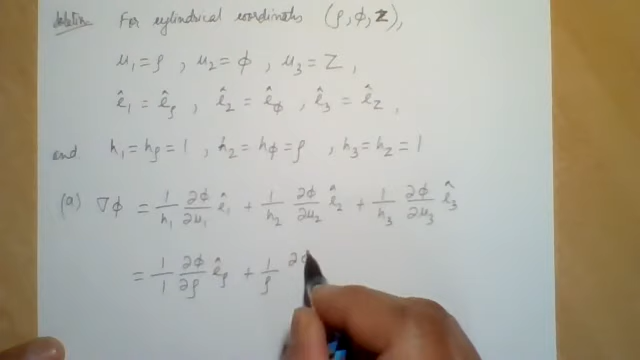 Solution For cylindrical coordinates (ρ, ϕ, z),
u₁ = ρ , u₂ = ϕ , u₃ = Z ,
ê₁ = ê_ρ , ê₂ = ê_ϕ , ê₃ = ê_z ,
and h₁ = h_ρ = 1 , h₂ = h_ϕ = ρ , h₃ = h_z = 1
(a) ∇ϕ = 1/h₁ ∂ϕ/∂u₁ ê₁ + 1/h₂ ∂ϕ/∂u₂ ê₂ + 1/h₃ ∂ϕ/∂u₃ ê₃
= 1/1 ∂ϕ/∂ρ ê_ρ + 1/ρ ∂ϕ